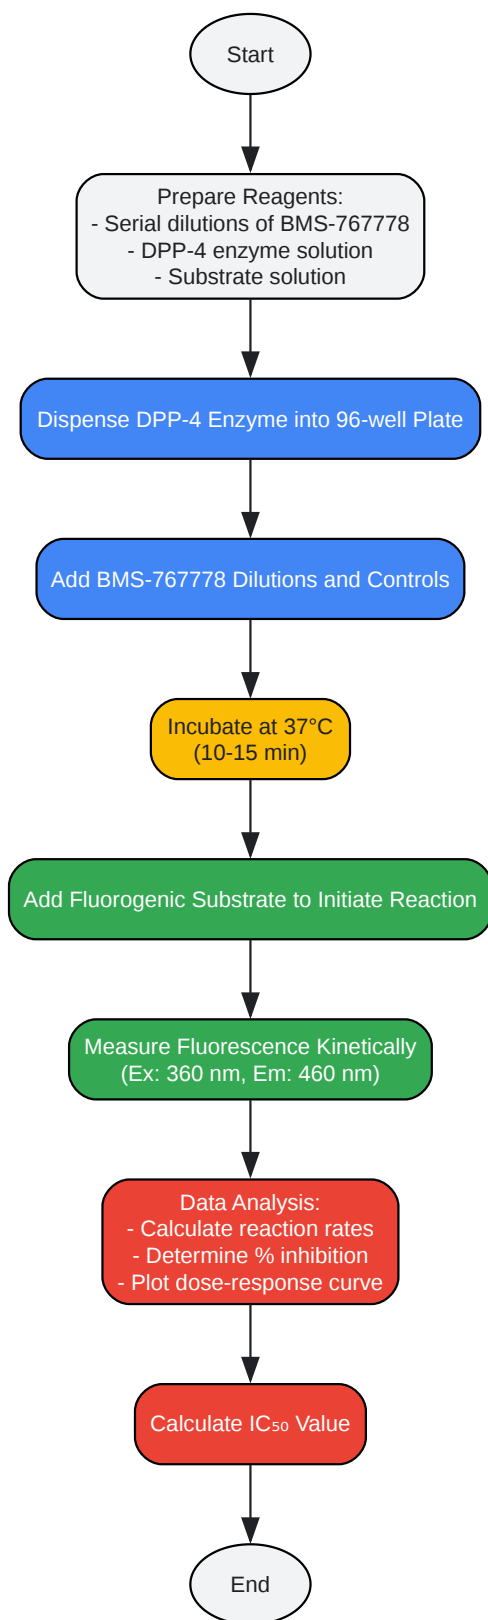 Start
Prepare Reagents:
- Serial dilutions of BMS-767778
- DPP-4 enzyme solution
- Substrate solution
Dispense DPP-4 Enzyme into 96-well Plate
Add BMS-767778 Dilutions and Controls
Incubate at 37°C
(10-15 min)
Add Fluorogenic Substrate to Initiate Reaction
Measure Fluorescence Kinetically
(Ex: 360 nm, Em: 460 nm)
Data Analysis:
- Calculate reaction rates
- Determine % inhibition
- Plot dose-response curve
Calculate IC₅₀ Value
End